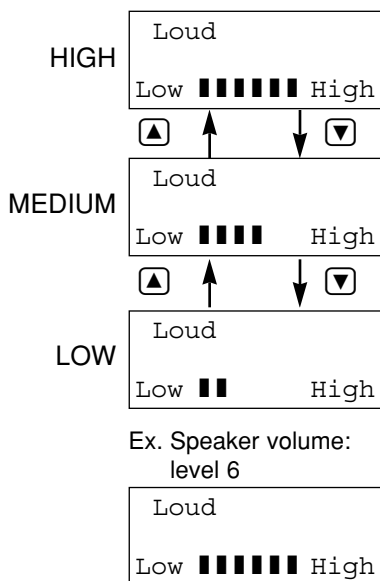 HIGH
Loud
Low ▮▮▮▮▮▮ High
▲ ▼
MEDIUM
Loud
Low ▮▮▮▮ High
▲ ▼
LOW
Loud
Low ▮▮ High
Ex. Speaker volume:
level 6
Loud
Low ▮▮▮▮▮▮ High